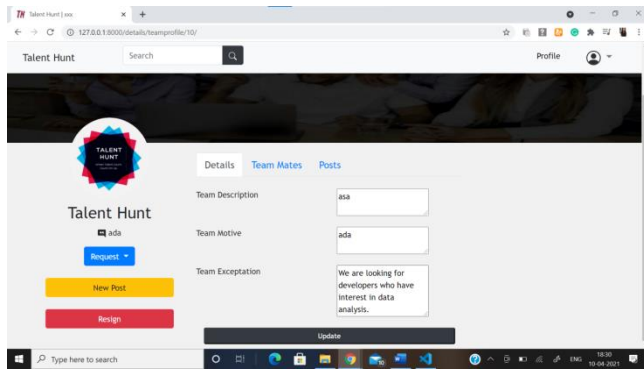 TH Talent Hunt | xxx
127.0.0.1:8000/details/teamprofile/10/
Talent Hunt
Search
Profile
TALENT
HUNT
Details
Team Mates
Posts
Team Description
asa
Talent Hunt
ada
Team Motive
ada
Request
Team Exceptation
We are looking for
developers who have
interest in data
analysis.
New Post
Resign
Update
Type here to search
ENG
18:30
10-04-2021